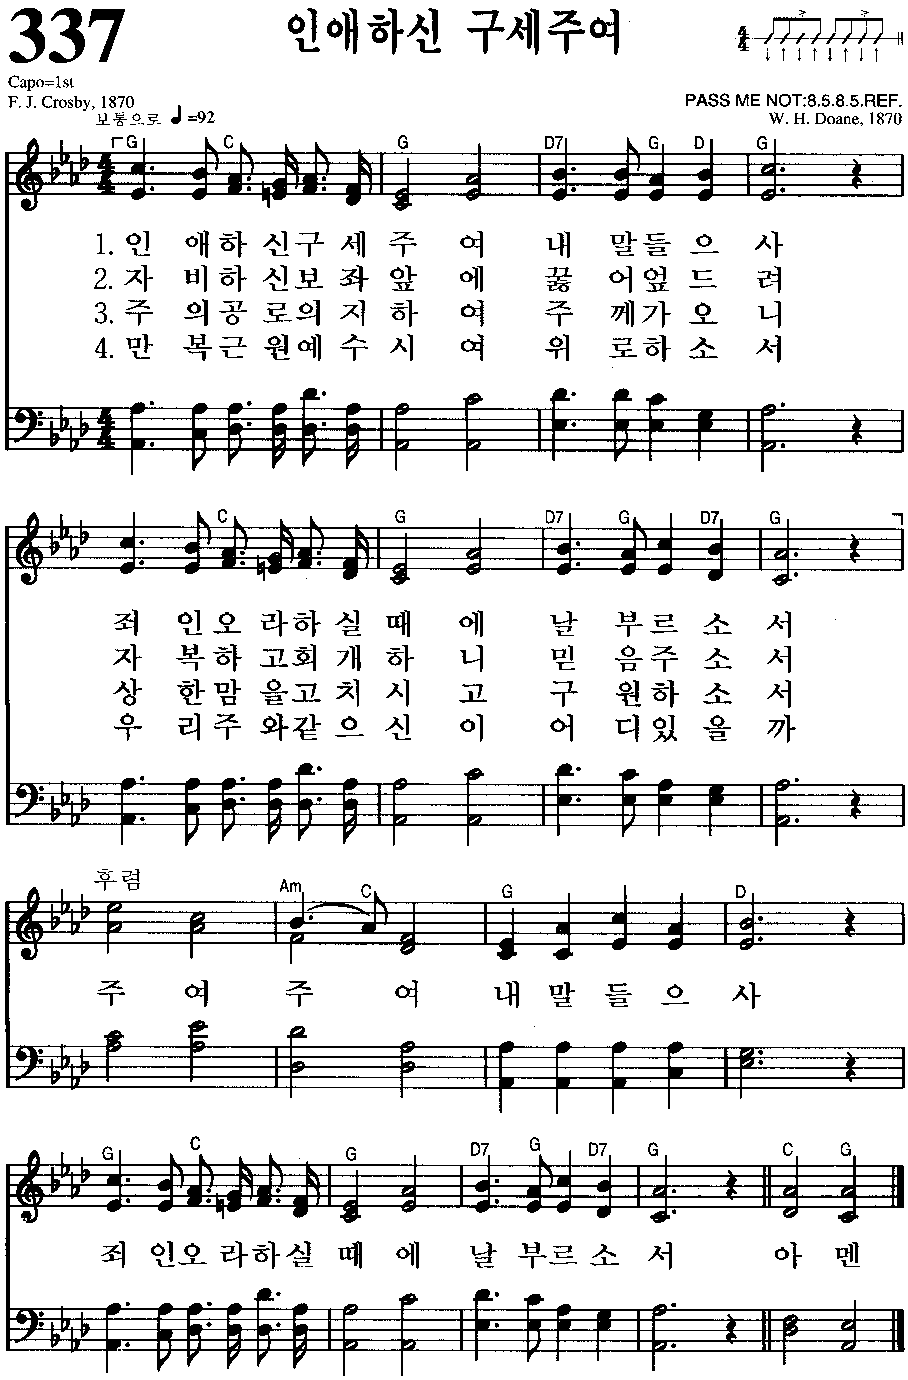 337 인애하신 구세주여
Capo=1st
F. J. Crosby, 1870 PASS ME NOT:8.5.8.5.REF.
보통으로 ♩=92 W. H. Doane, 1870
G C G D7 G D G
4/4
1. 인 애하 신구 세 주 여 내 말들 으 사
2. 자 비하 신보 좌 앞 에 꿇 어엎 드 려
3. 주 의공 로의 지 하 여 주 께가 오 니
4. 만 복근 원예 수 시 여 위 로하 소 서
C G D7 G D7 G
죄 인오 라하 실 때 에 날 부르 소 서
자 복하 고회 개 하 니 믿 음주 소 서
상 한맘 을고 치 시 고 구 원하 소 서
우 리주 와같 으 신 이 어 디있 을 까
후렴
Am C G D
주 여 주 여 내 말 들 으 사
G C G D7 G D7 G C G
죄 인오 라하 실 때 에 날 부르 소 서 아 멘